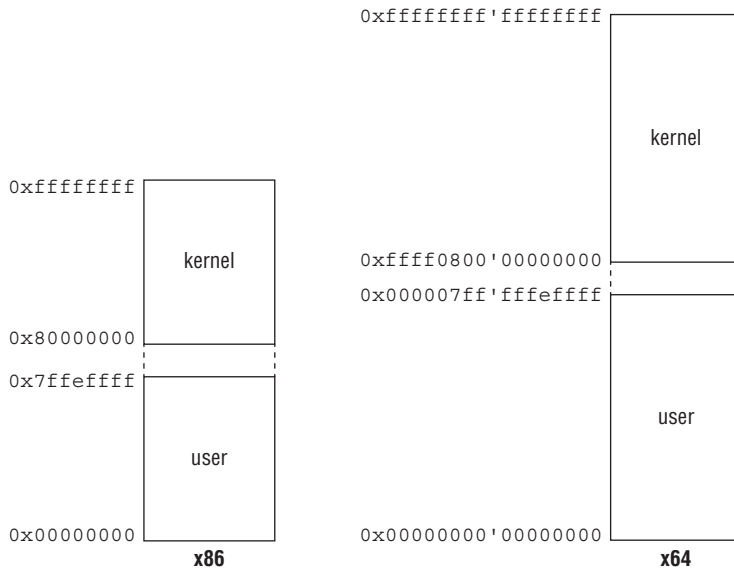 0xffffffff'ffffffff
kernel
0xffffffff
kernel
0xffff0800'00000000
0x000007ff'fffeffff
0x80000000
0x7ffeffff
user
user
0x00000000
0x00000000'00000000
x86
x64